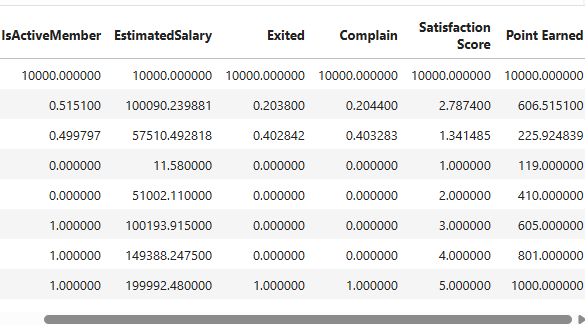 IsActiveMember EstimatedSalary Exited Complain Satisfaction Score Point Earned
10000.000000 10000.000000 10000.000000 10000.000000 10000.000000 10000.000000
0.515100 100090.239881 0.203800 0.204400 2.787400 606.515100
0.499797 57510.492818 0.402842 0.403283 1.341485 225.924839
0.000000 11.580000 0.000000 0.000000 1.000000 119.000000
0.000000 51002.110000 0.000000 0.000000 2.000000 410.000000
1.000000 100193.915000 0.000000 0.000000 3.000000 605.000000
1.000000 149388.247500 0.000000 0.000000 4.000000 801.000000
1.000000 199992.480000 1.000000 1.000000 5.000000 1000.000000